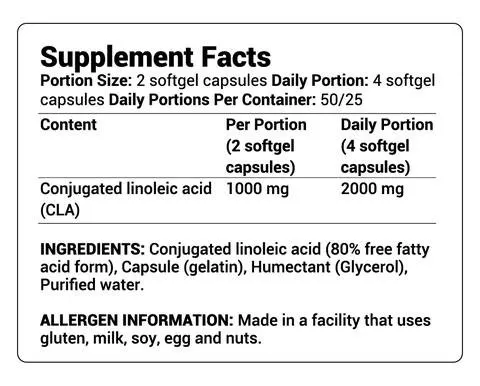 Supplement Facts
Portion Size: 2 softgel capsules Daily Portion: 4 softgel
capsules Daily Portions Per Container: 50/25
Content Per Portion Daily Portion
(2 softgel (4 softgel
capsules) capsules)
Conjugated linoleic acid 1000 mg 2000 mg
(CLA)
INGREDIENTS: Conjugated linoleic acid (80% free fatty
acid form), Capsule (gelatin), Humectant (Glycerol),
Purified water.
ALLERGEN INFORMATION: Made in a facility that uses
gluten, milk, soy, egg and nuts.